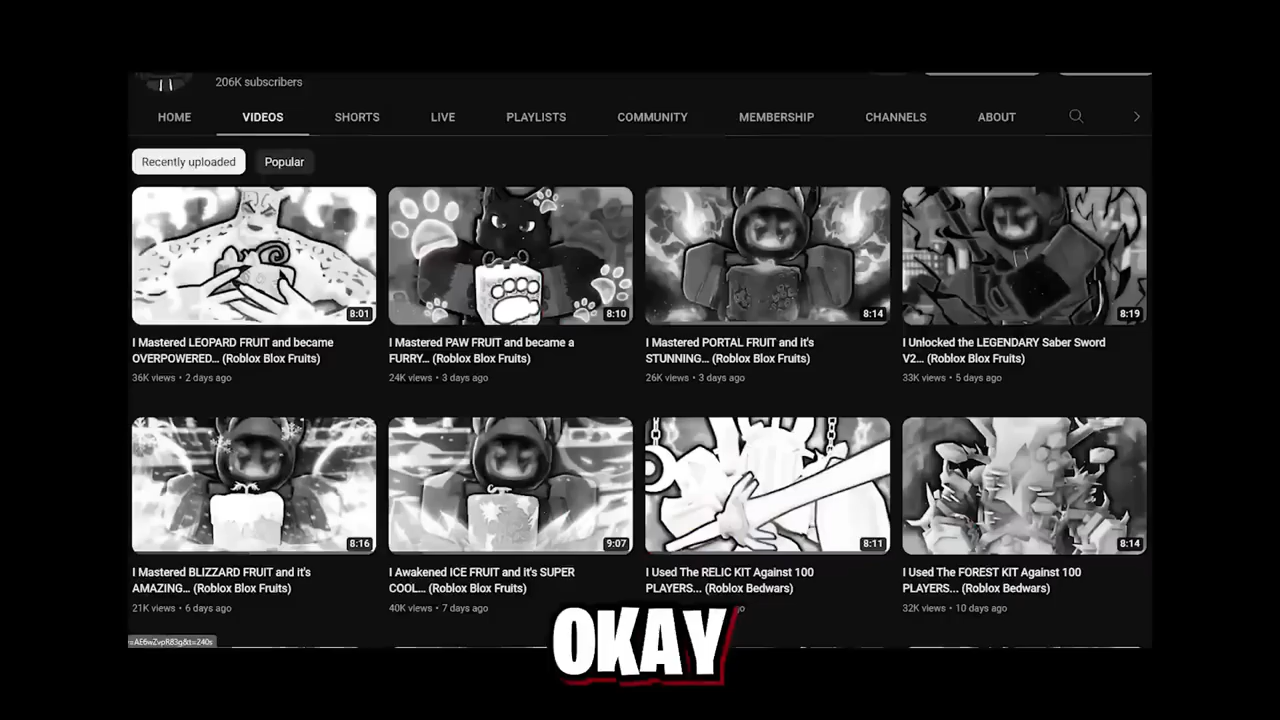 206K subscribers
HOME VIDEOS SHORTS LIVE PLAYLISTS COMMUNITY MEMBERSHIP CHANNELS ABOUT
Recently uploaded Popular
8:01 8:10 8:14 8:19
I Mastered LEOPARD FRUIT and became
OVERPOWERED... (Roblox Blox Fruits)
36K views • 2 days ago
I Mastered PAW FRUIT and became a
FURRY... (Roblox Blox Fruits)
24K views • 3 days ago
I Mastered PORTAL FRUIT and it's
STUNNING... (Roblox Blox Fruits)
26K views • 3 days ago
I Unlocked the LEGENDARY Saber Sword
V2... (Roblox Blox Fruits)
33K views • 5 days ago
8:16 9:07 8:11 8:14
I Mastered BLIZZARD FRUIT and it's
AMAZING... (Roblox Blox Fruits)
21K views • 6 days ago
I Awakened ICE FRUIT and it's SUPER
COOL... (Roblox Blox Fruits)
40K views • 7 days ago
I Used The RELIC KIT Against 100
PLAYERS... (Roblox Bedwars)
I Used The FOREST KIT Against 100
PLAYERS... (Roblox Bedwars)
32K views • 10 days ago
OKAY